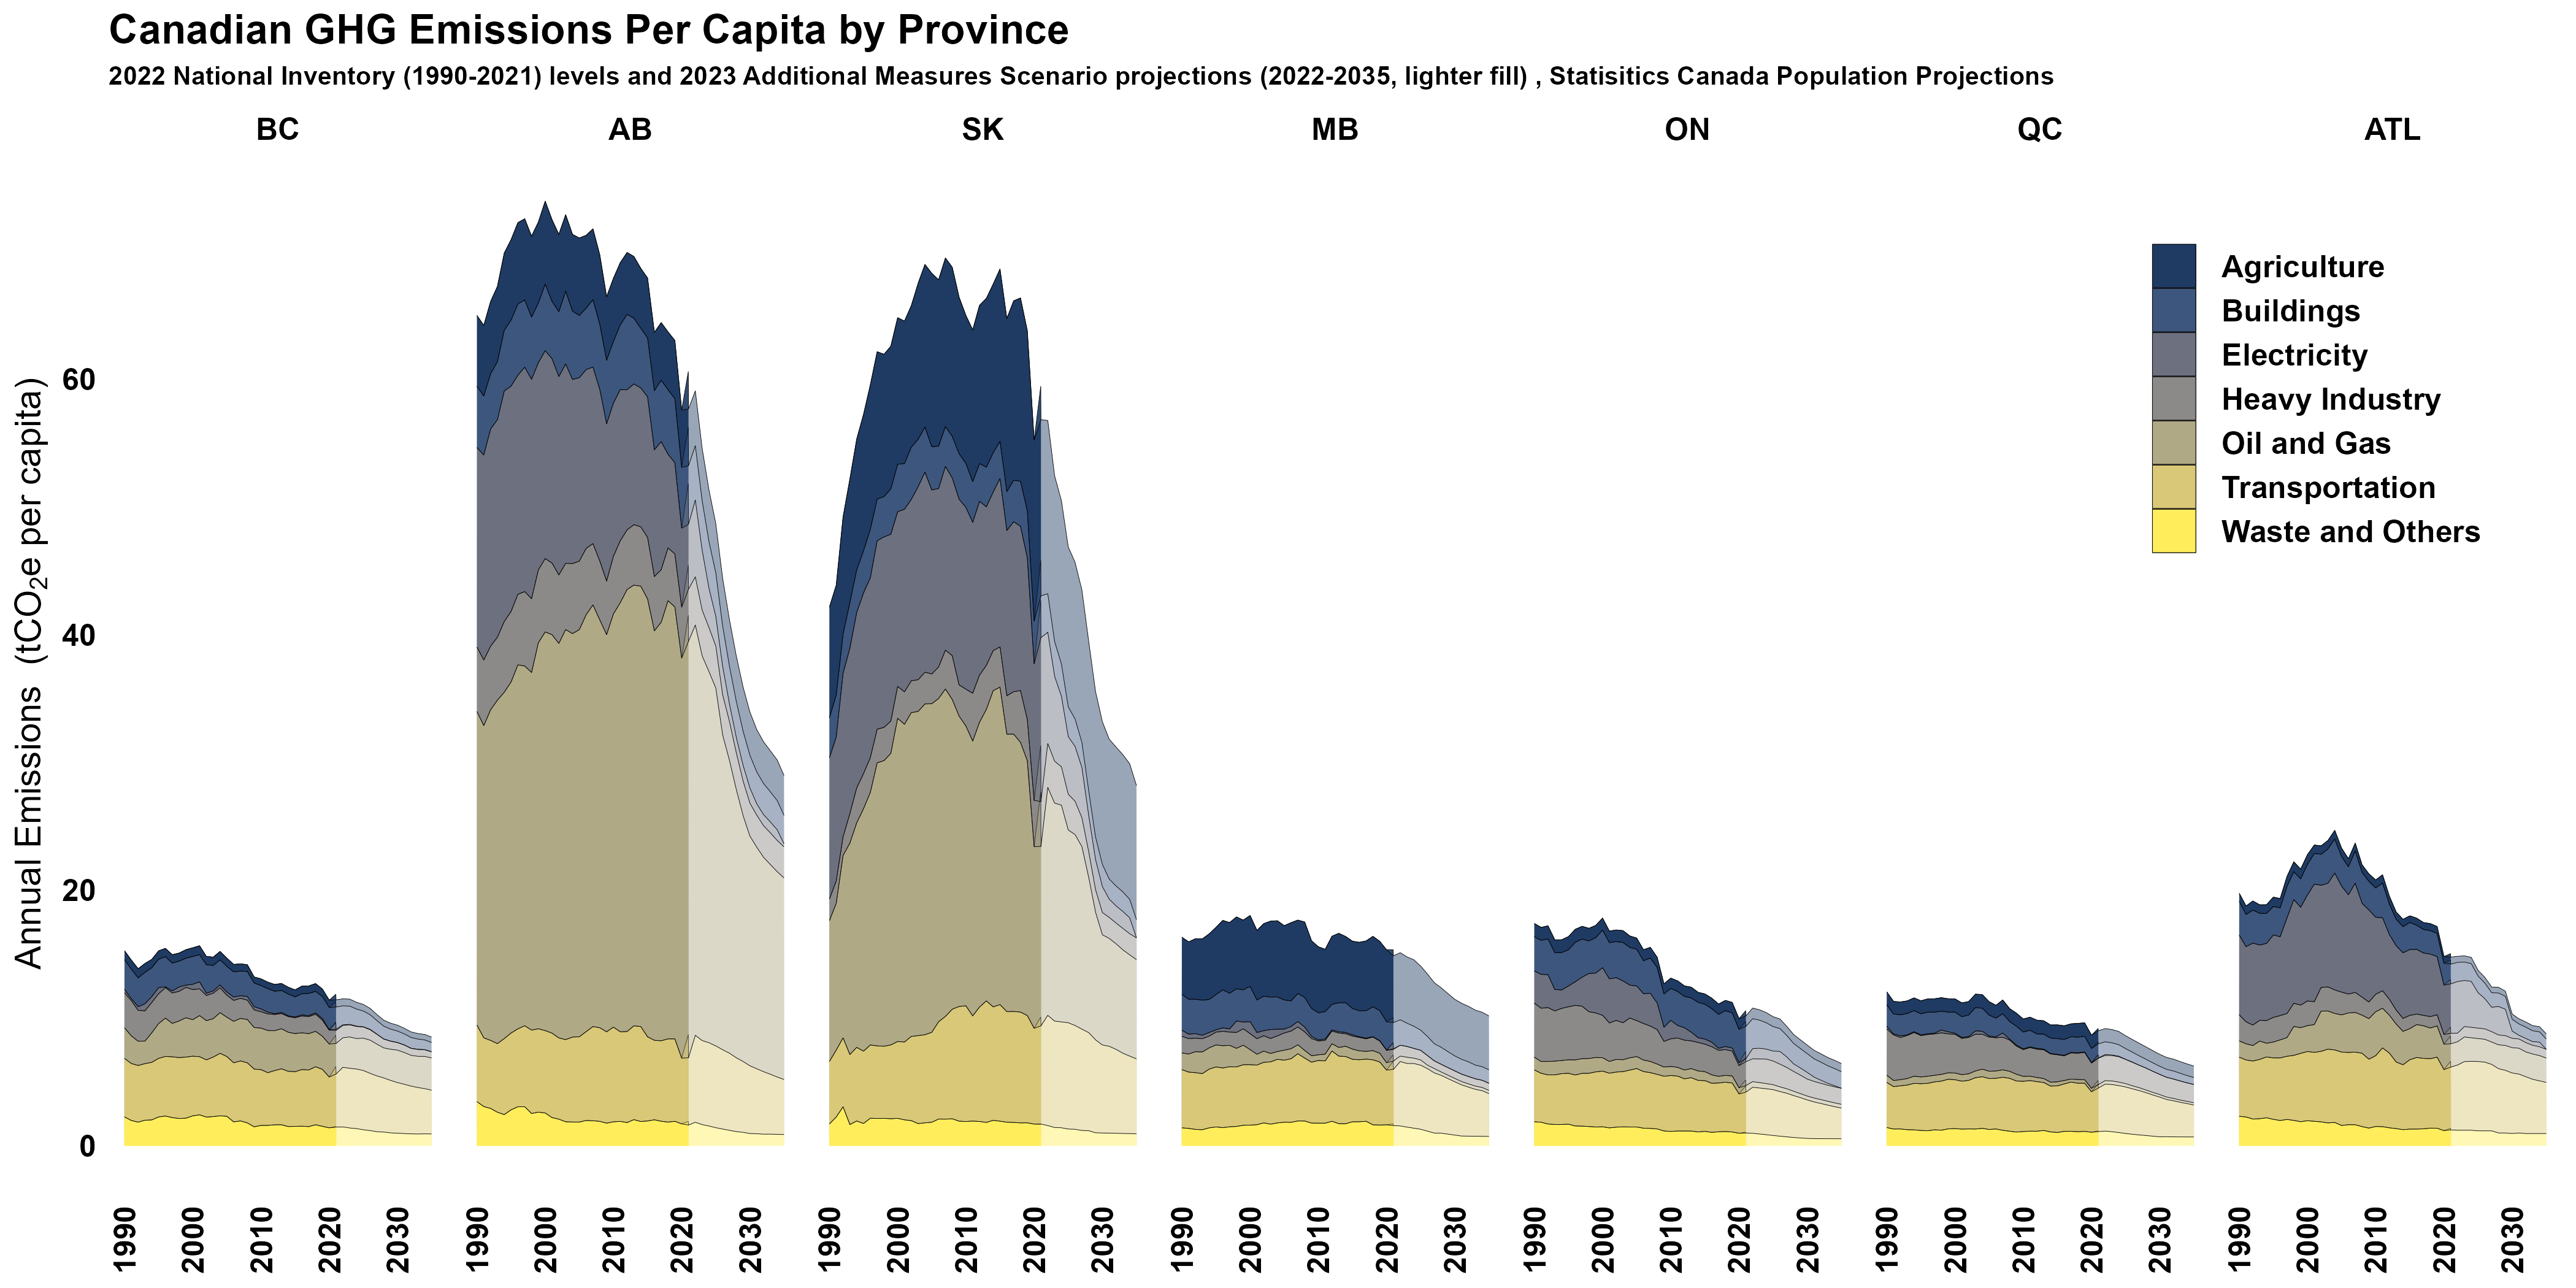 Canadian GHG Emissions Per Capita by Province
2022 National Inventory (1990-2021) levels and 2023 Additional Measures Scenario projections (2022-2035, lighter fill) , Statisitics Canada Population Projections
BC AB SK MB ON QC ATL
Annual Emissions (tCO₂e per capita)
60
40
20
0
Agriculture
Buildings
Electricity
Heavy Industry
Oil and Gas
Transportation
Waste and Others
1990 2000 2010 2020 2030 1990 2000 2010 2020 2030 1990 2000 2010 2020 2030 1990 2000 2010 2020 2030 1990 2000 2010 2020 2030 1990 2000 2010 2020 2030 1990 2000 2010 2020 2030